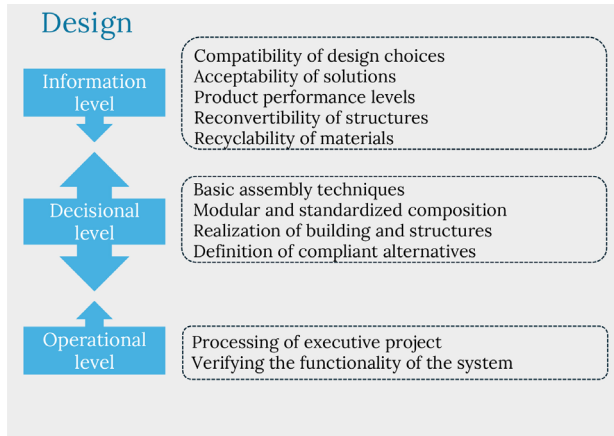 Design
Information
level
Compatibility of design choices
Acceptability of solutions
Product performance levels
Reconvertibility of structures
Recyclability of materials
Decisional
level
Basic assembly techniques
Modular and standardized composition
Realization of building and structures
Definition of compliant alternatives
Operational
level
Processing of executive project
Verifying the functionality of the system